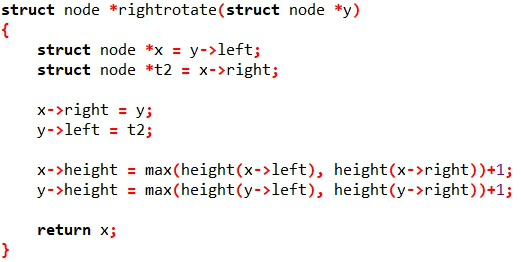 struct node *rightrotate(struct node *y)
{
    struct node *x = y->left;
    struct node *t2 = x->right;

    x->right = y;
    y->left = t2;

    x->height = max(height(x->left), height(x->right))+1;
    y->height = max(height(y->left), height(y->right))+1;

    return x;
}